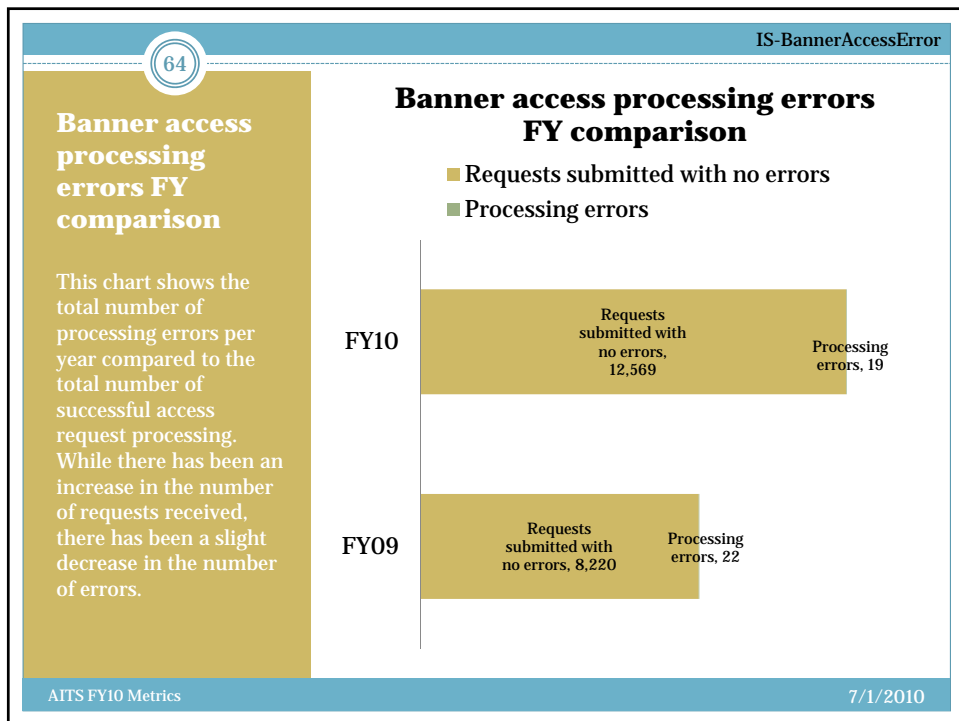 IS-BannerAccessError
64
Banner access
processing
errors FY
comparison
This chart shows the
total number of
processing errors per
year compared to the
total number of
successful access
request processing.
While there has been an
increase in the number
of requests received,
there has been a slight
decrease in the number
of errors.
Banner access processing errors
FY comparison
Requests submitted with no errors
Processing errors
FY10
Requests
submitted with
no errors,
12,569
Processing
errors, 19
FY09
Requests
submitted with
no errors, 8,220
Processing
errors, 22
AITS FY10 Metrics
7/1/2010